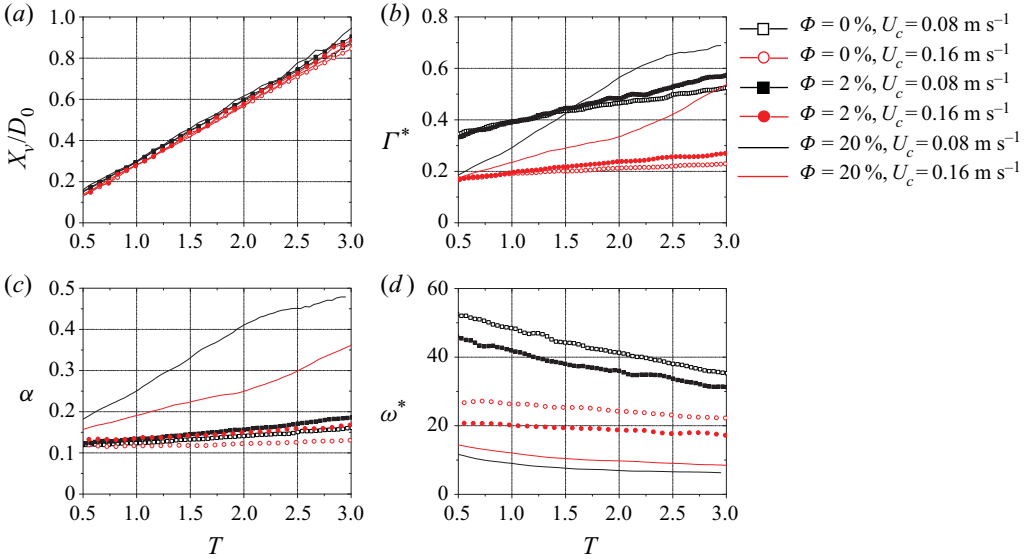 (a)
1.0
0.8
0.6
0.4
0.2
0
X_v/D_0
0.5 1.0 1.5 2.0 2.5 3.0
(b)
0.8
0.6
0.4
0.2
0
Γ*
0.5 1.0 1.5 2.0 2.5 3.0
Φ = 0 %, U_c = 0.08 m s⁻¹
Φ = 0 %, U_c = 0.16 m s⁻¹
Φ = 2 %, U_c = 0.08 m s⁻¹
Φ = 2 %, U_c = 0.16 m s⁻¹
Φ = 20 %, U_c = 0.08 m s⁻¹
Φ = 20 %, U_c = 0.16 m s⁻¹
(c)
0.5
0.4
0.3
0.2
0.1
0
α
0.5 1.0 1.5 2.0 2.5 3.0
T
(d)
60
40
20
0
ω*
0.5 1.0 1.5 2.0 2.5 3.0
T